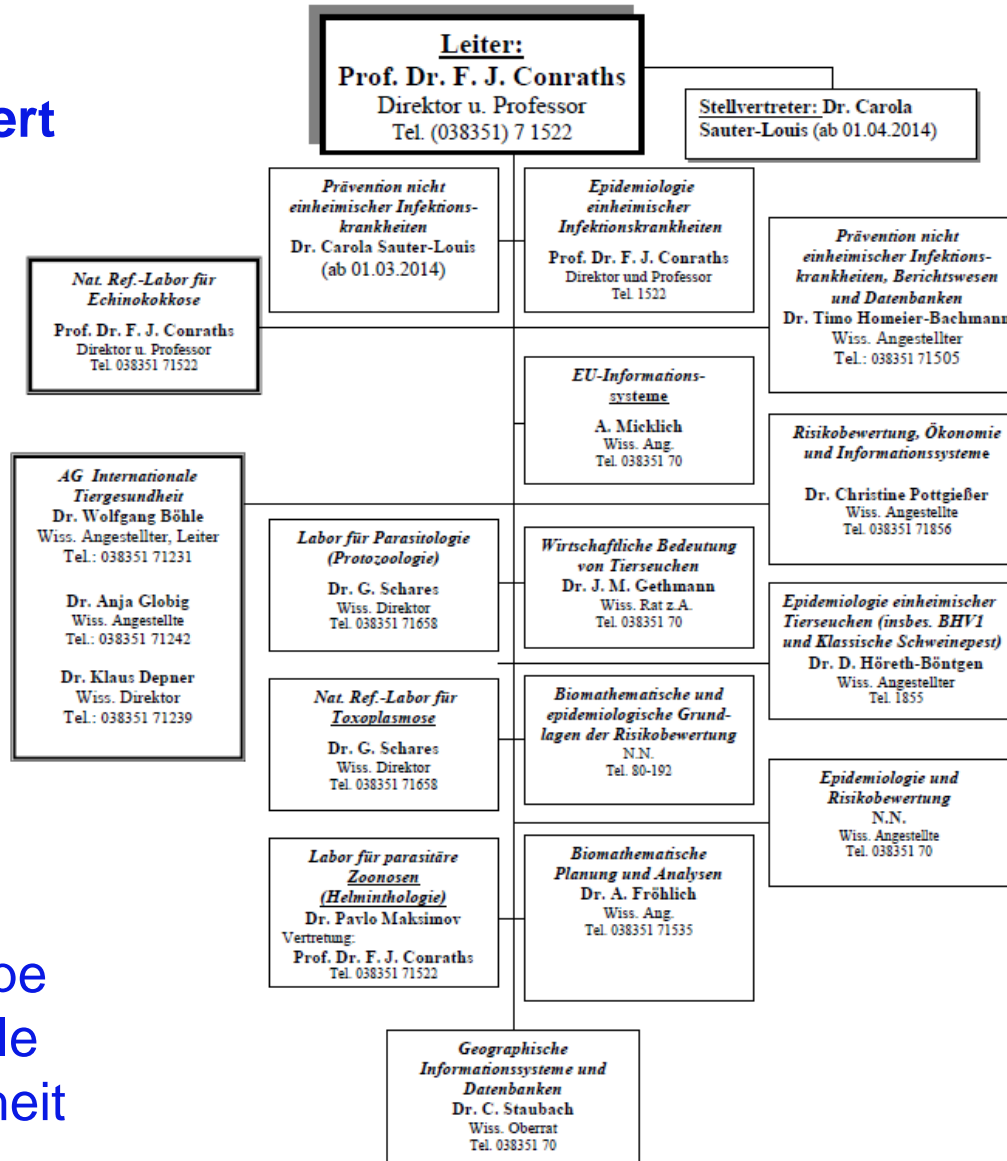 Leiter:
Prof. Dr. F. J. Conraths
Direktor u. Professor
Tel. (038351) 7 1522
ert
Stellvertreter: Dr. Carola
Sauter-Louis (ab 01.04.2014)
Prävention nicht
einheimischer Infektions-
krankheiten
Dr. Carola Sauter-Louis
(ab 01.03.2014)
Epidemiologie
einheimischer
Infektionskrankheiten
Prof. Dr. F. J. Conraths
Direktor und Professor
Tel. 1522
Prävention nicht
einheimischer Infektions-
krankheiten, Berichtswesen
und Datenbanken
Dr. Timo Homeier-Bachmann
Wiss. Angestellter
Tel.: 038351 71505
Nat. Ref.-Labor für
Echinokokkose
Prof. Dr. F. J. Conraths
Direktor u. Professor
Tel. 038351 71522
EU-Informations-
systeme
A. Micklich
Wiss. Ang.
Tel. 038351 70
Risikobewertung, Ökonomie
und Informationssysteme
Dr. Christine Pottgießer
Wiss. Angestellte
Tel. 038351 71856
AG Internationale
Tiergesundheit
Dr. Wolfgang Böhle
Wiss. Angestellter, Leiter
Tel.: 038351 71231
Dr. Anja Globig
Wiss. Angestellte
Tel.: 038351 71242
Dr. Klaus Depner
Wiss. Direktor
Tel.: 038351 71239
Labor für Parasitologie
(Protozoologie)
Dr. G. Schares
Wiss. Direktor
Tel. 038351 71658
Wirtschaftliche Bedeutung
von Tierseuchen
Dr. J. M. Gethmann
Wiss. Rat z.A.
Tel. 038351 70
Epidemiologie einheimischer
Tierseuchen (insbes. BHV1
und Klassische Schweinepest)
Dr. D. Höreth-Böntgen
Wiss. Angestellter
Tel. 1855
Nat. Ref.-Labor für
Toxoplasmose
Dr. G. Schares
Wiss. Direktor
Tel. 038351 71658
Biomathematische und
epidemiologische Grund-
lagen der Risikobewertung
N.N.
Tel. 80-192
Epidemiologie und
Risikobewertung
N.N.
Wiss. Angestellte
Tel. 038351 70
Labor für parasitäre
Zoonosen
(Helminthologie)
Dr. Pavlo Maksimov
Vertretung:
Prof. Dr. F. J. Conraths
Tel. 038351 71522
Biomathematische
Planung und Analysen
Dr. A. Fröhlich
Wiss. Ang.
Tel. 038351 71535
Geographische
Informationssysteme und
Datenbanken
Dr. C. Staubach
Wiss. Oberrat
Tel. 038351 70
pe
le
heit